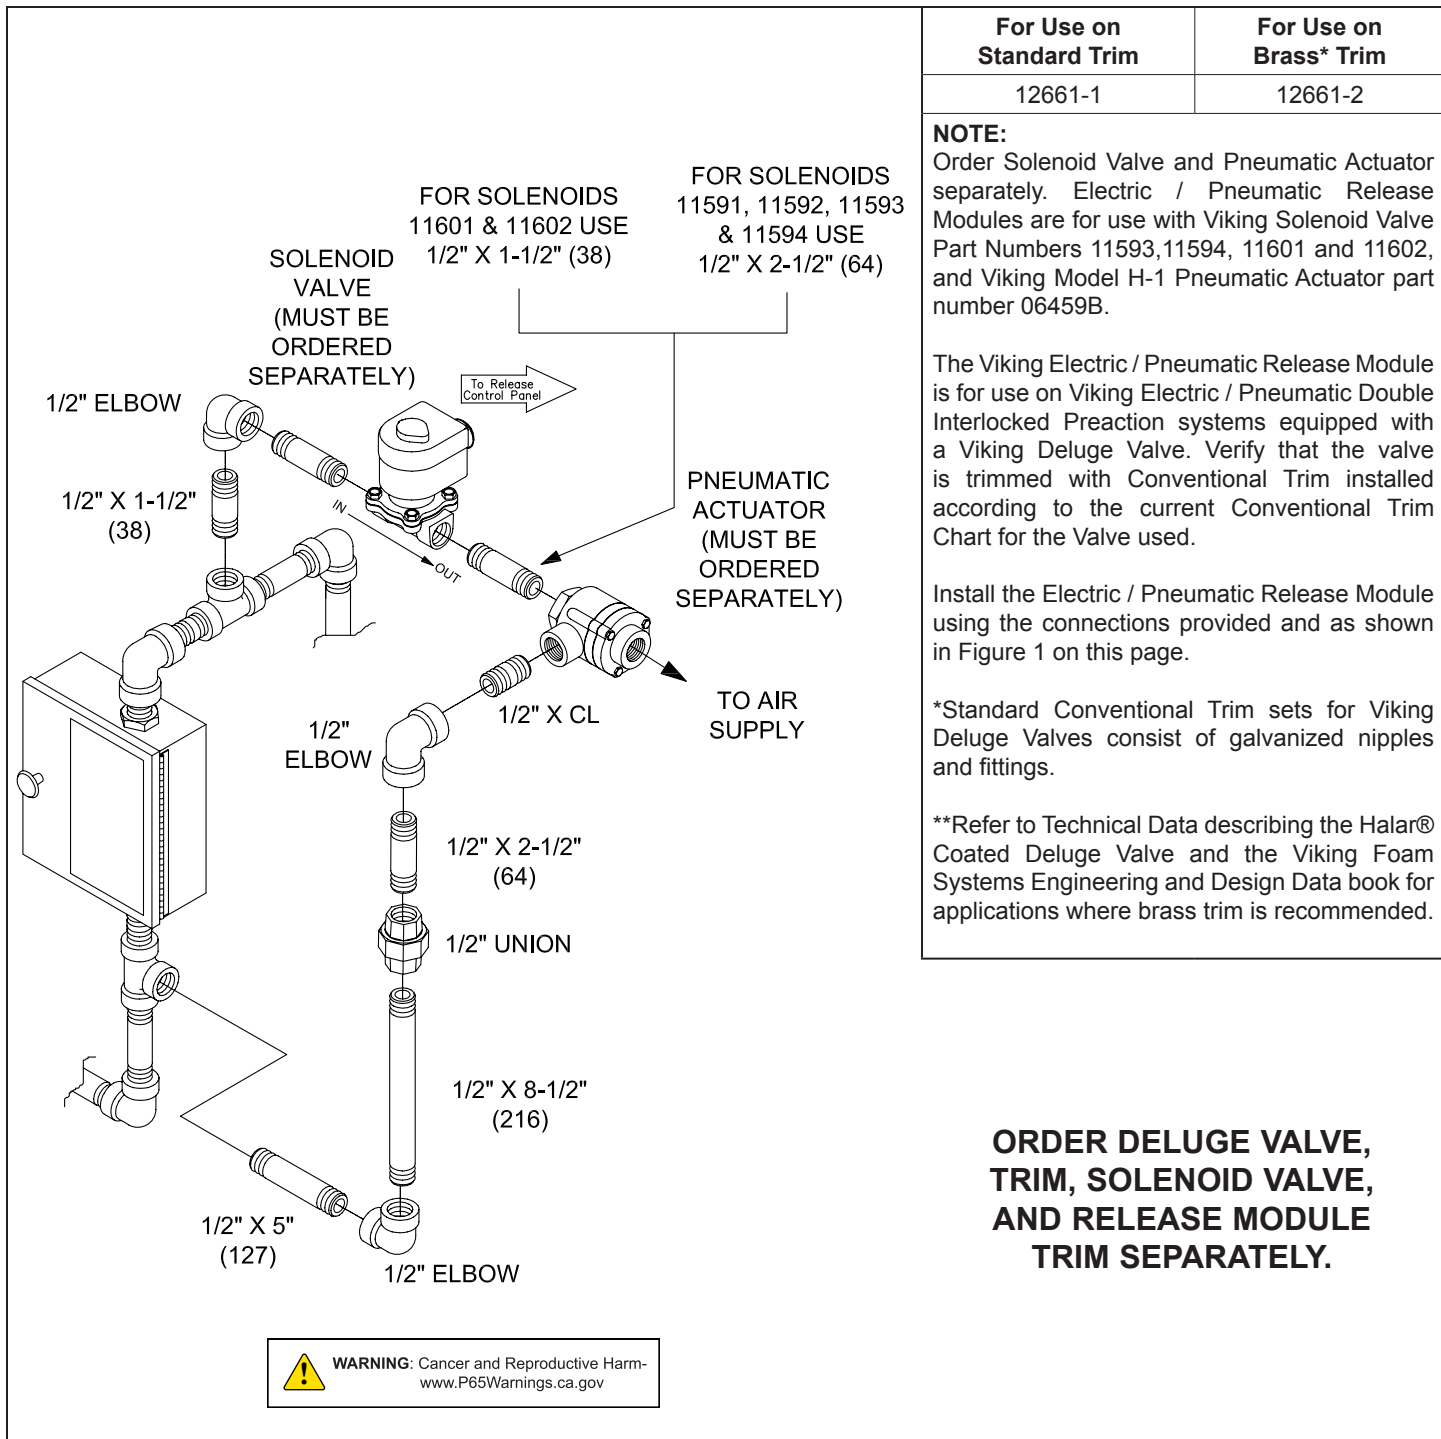 FOR SOLENOIDS
11601 & 11602 USE
1/2" X 1-1/2" (38)
FOR SOLENOIDS
11591, 11592, 11593
& 11594 USE
1/2" X 2-1/2" (64)
SOLENOID
VALVE
(MUST BE
ORDERED
SEPARATELY)
To Release
Control Panel
1/2" ELBOW
1/2" X 1-1/2"
(38)
IN
OUT
PNEUMATIC
ACTUATOR
(MUST BE
ORDERED
SEPARATELY)
1/2" X CL
TO AIR
SUPPLY
1/2"
ELBOW
1/2" X 2-1/2"
(64)
1/2" UNION
1/2" X 8-1/2"
(216)
1/2" X 5"
(127)
1/2" ELBOW
WARNING: Cancer and Reproductive Harm-
www.P65Warnings.ca.gov
For Use on
Standard Trim
For Use on
Brass* Trim
12661-1
12661-2
NOTE:
Order Solenoid Valve and Pneumatic Actuator
separately. Electric / Pneumatic Release
Modules are for use with Viking Solenoid Valve
Part Numbers 11593,11594, 11601 and 11602,
and Viking Model H-1 Pneumatic Actuator part
number 06459B.
The Viking Electric / Pneumatic Release Module
is for use on Viking Electric / Pneumatic Double
Interlocked Preaction systems equipped with
a Viking Deluge Valve. Verify that the valve
is trimmed with Conventional Trim installed
according to the current Conventional Trim
Chart for the Valve used.
Install the Electric / Pneumatic Release Module
using the connections provided and as shown
in Figure 1 on this page.
*Standard Conventional Trim sets for Viking
Deluge Valves consist of galvanized nipples
and fittings.
**Refer to Technical Data describing the Halar®
Coated Deluge Valve and the Viking Foam
Systems Engineering and Design Data book for
applications where brass trim is recommended.
ORDER DELUGE VALVE,
TRIM, SOLENOID VALVE,
AND RELEASE MODULE
TRIM SEPARATELY.